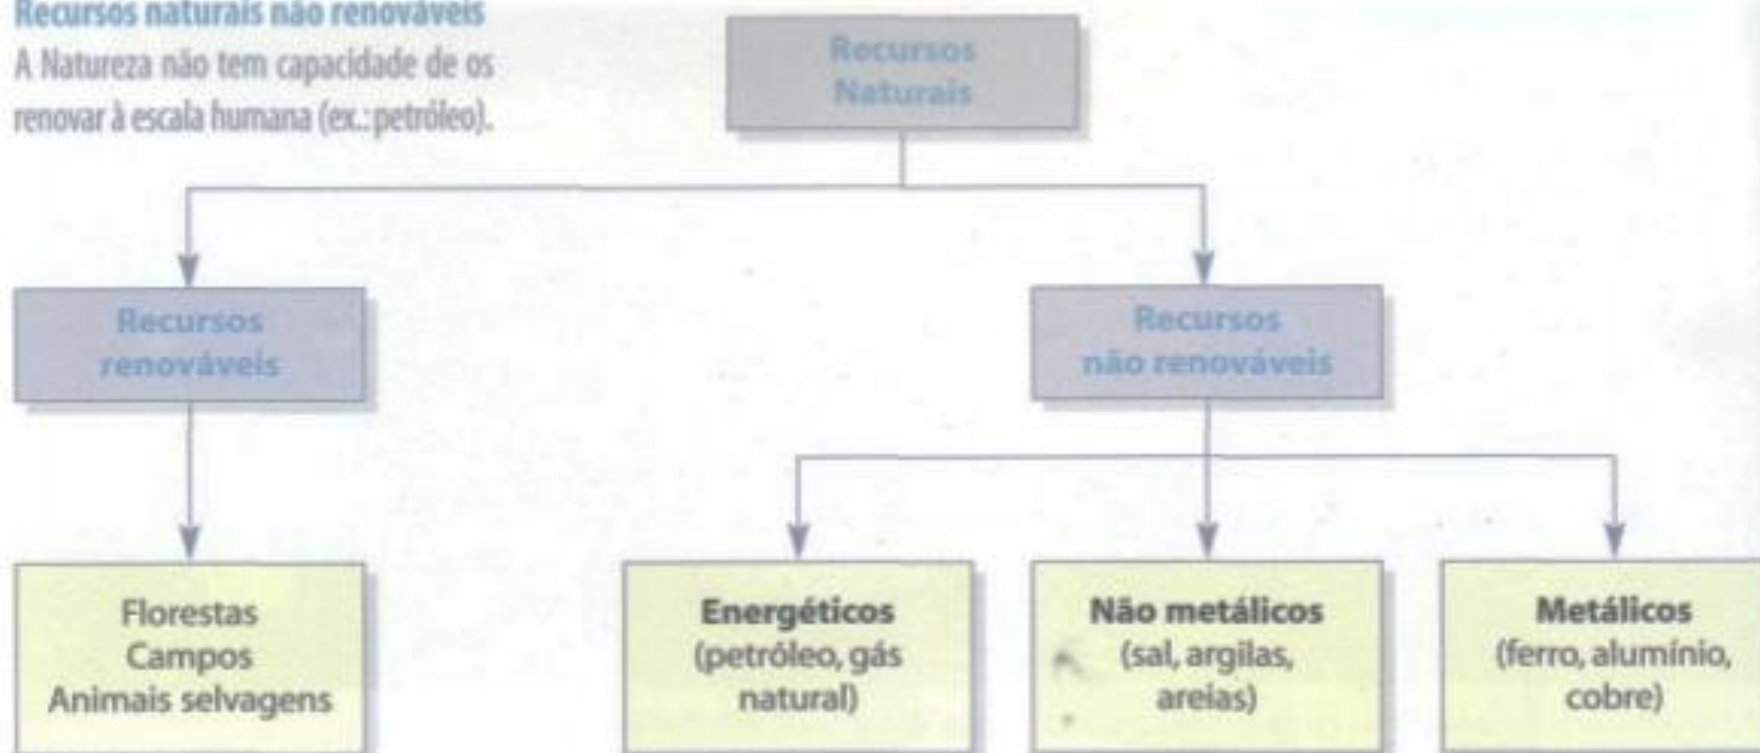 Recursos naturais não renováveis
A Natureza não tem capacidade de os
renovar à escala humana (ex.: petróleo).
Recursos
Naturais
Recursos
renováveis
Recursos
não renováveis
Florestas
Campos
Animais selvagens
Energéticos
(petróleo, gás
natural)
Não metálicos
(sal, argilas,
areias)
Metálicos
(ferro, alumínio,
cobre)